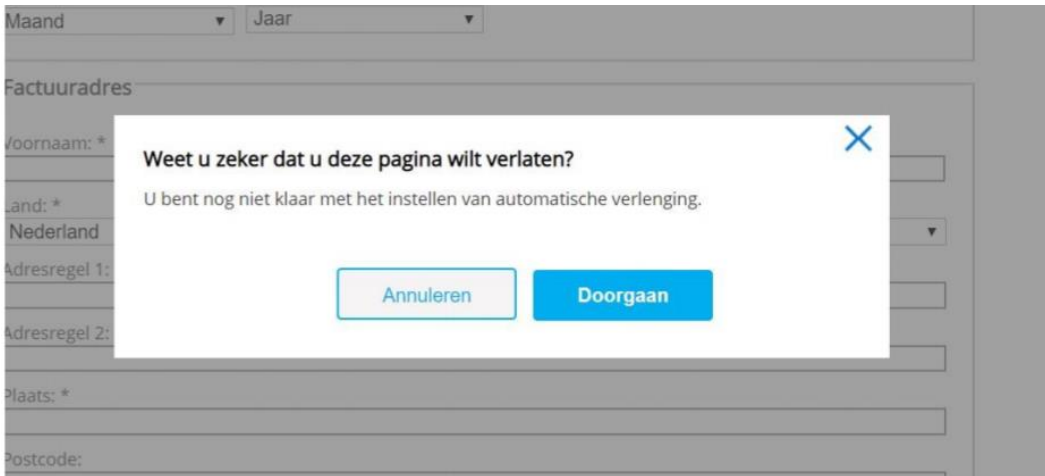 Maand
Jaar
Factuuradres
Voornaam: *
Weet u zeker dat u deze pagina wilt verlaten?
U bent nog niet klaar met het instellen van automatische verlenging.
Land: *
Nederland
Adresregel 1:
Annuleren
Doorgaan
Adresregel 2:
Plaats: *
Postcode: